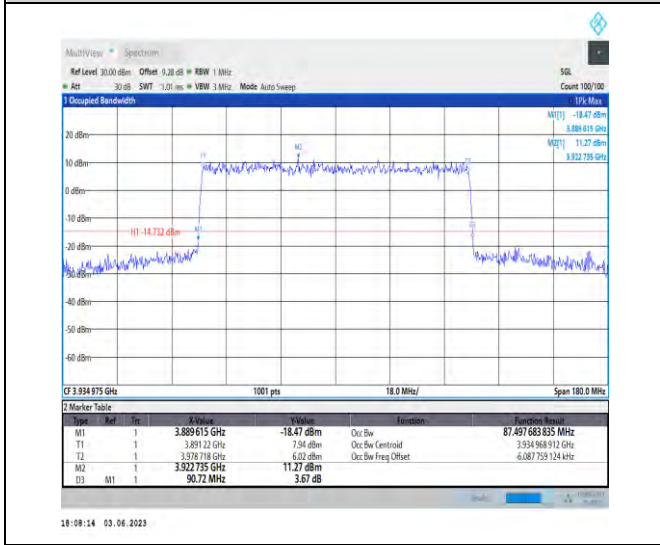 MultiView Spectrum
Ref Level 30.00 dBm Offset 9.28 dB RBW 1 MHz SGL
Att 30 dB SWT 1.01 ms VBW 3 MHz Mode Auto Sweep Count 100/100
1 Occupied Bandwidth 1Pk Max
M1[1] -18.47 dBm
3.889 615 GHz
20 dBm
M2[1] 11.27 dBm
3.922 735 GHz
M2
T1
10 dBm
0 dBm
-10 dBm
H1 -14.732 dBm
M1
-20 dBm
-30 dBm
-40 dBm
-50 dBm
-60 dBm
CF 3.934 975 GHz 1001 pts 18.0 MHz/ Span 180.0 MHz
2 Marker Table
Type Ref Trc X-Value Y-Value Function Function Result
M1 1 3.889 615 GHz -18.47 dBm Occ Bw 87.497 683 835 MHz
T1 1 3.891 22 GHz 7.94 dBm Occ Bw Centroid 3.934 968 912 GHz
T2 1 3.978 718 GHz 6.02 dBm Occ Bw Freq Offset -6.087 759 124 kHz
M2 1 3.922 735 GHz 11.27 dBm
D3 M1 1 90.72 MHz 3.67 dB
18:08:14 03.06.2023